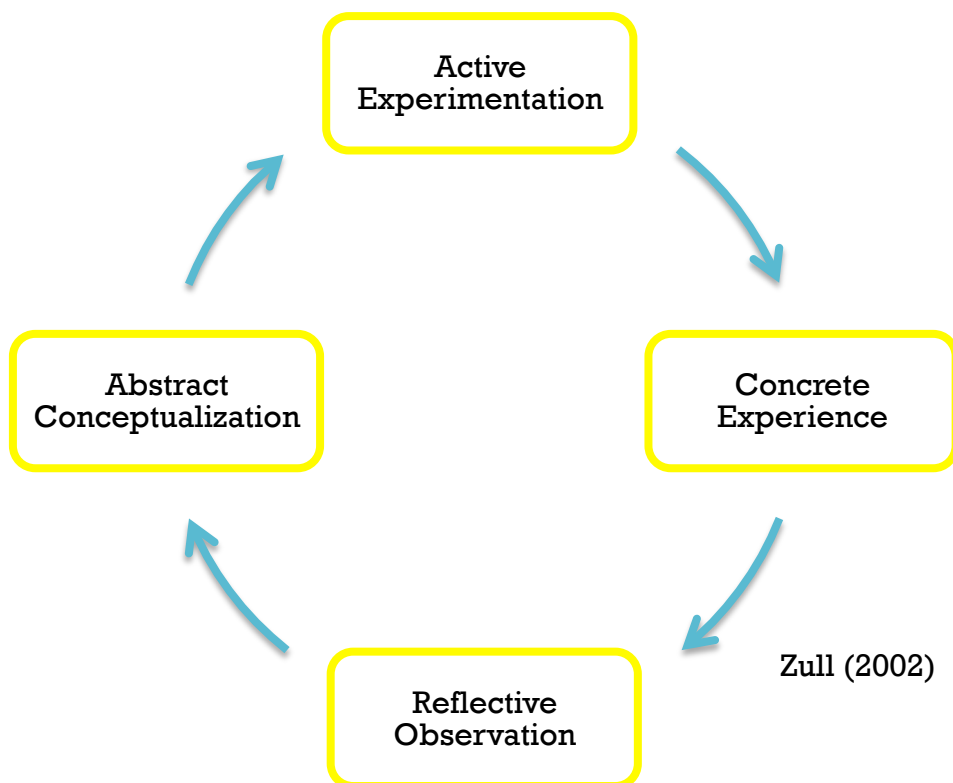 Active
Experimentation
Abstract
Conceptualization
Concrete
Experience
Zull (2002)
Reflective
Observation